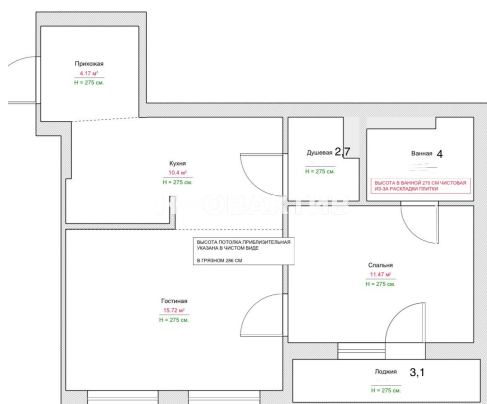 Прихожая
4.17 м²
H = 275 см.
Кухня
10.4 м²
H = 275 см.
Душевая 2,7
H = 275 см.
Ванная 4
ВЫСОТА В ВАННОЙ 270 СМ ЧИСТОВАЯ
ИЗ-ЗА РАСКЛАДКИ ПЛИТКИ
ВЫСОТА ПОТОЛКА ПРИБЛИЗИТЕЛЬНАЯ
УКАЗАНА В ЧИСТОМ ВИДЕ
В ГРЯЗНОМ 286 СМ
Спальня
11.47 м²
H = 275 см.
Гостиная
15.72 м²
H = 275 см.
Лоджия 3,1
H = 275 см.